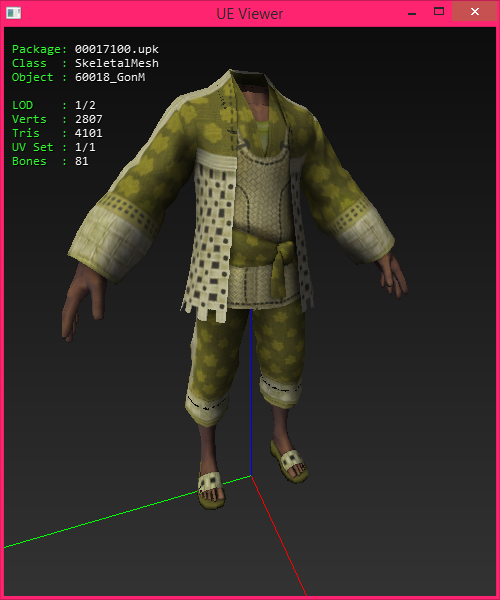 UE Viewer
Package: 00017100.upk
Class : SkeletalMesh
Object : 60018_GonM
LOD : 1/2
Verts : 2807
Tris : 4101
UV Set : 1/1
Bones : 81